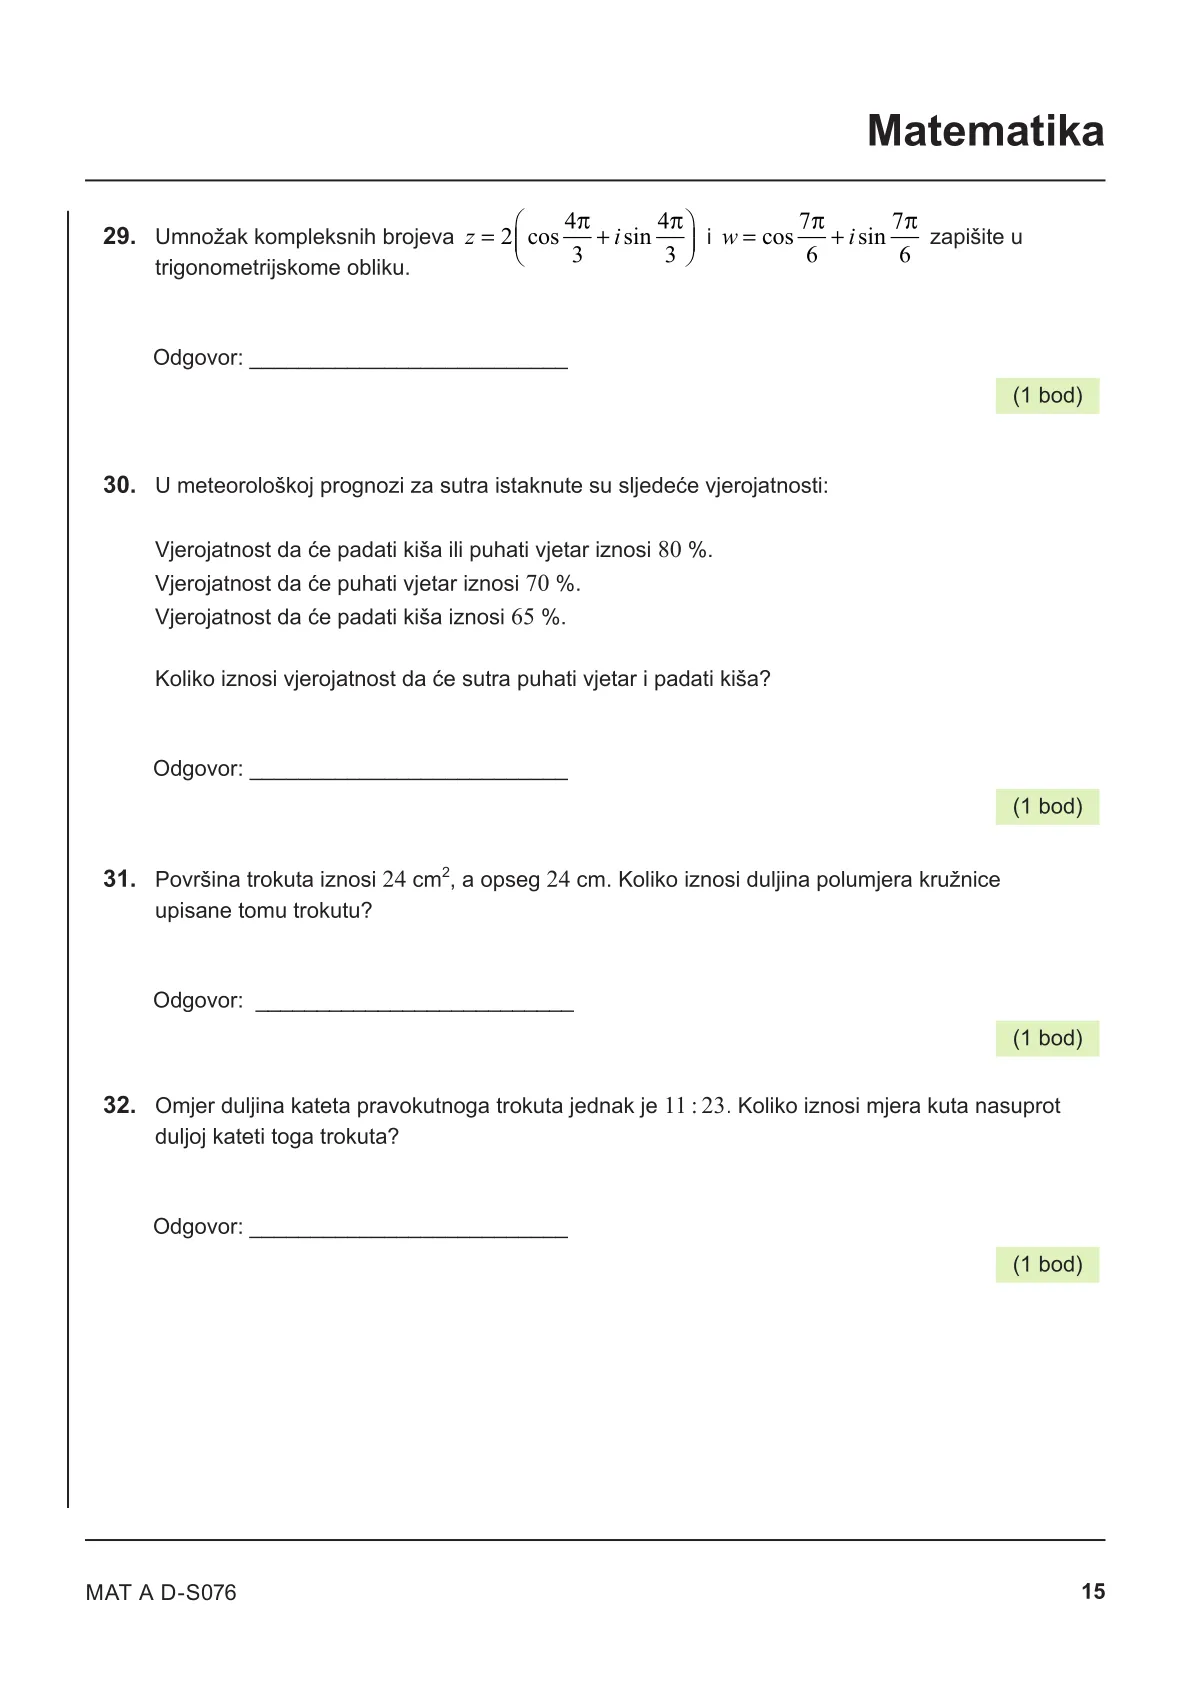 Matematika
29. Umnožak kompleksnih brojeva z = 2(cos 4π/3 + i sin 4π/3) i w = cos 7π/6 + i sin 7π/6 zapišite u
trigonometrijskome obliku.
Odgovor: __________________________
(1 bod)
30. U meteorološkoj prognozi za sutra istaknute su sljedeće vjerojatnosti:
Vjerojatnost da će padati kiša ili puhati vjetar iznosi 80 %.
Vjerojatnost da će puhati vjetar iznosi 70 %.
Vjerojatnost da će padati kiša iznosi 65 %.
Koliko iznosi vjerojatnost da će sutra puhati vjetar i padati kiša?
Odgovor: __________________________
(1 bod)
31. Površina trokuta iznosi 24 cm², a opseg 24 cm. Koliko iznosi duljina polumjera kružnice
upisane tomu trokutu?
Odgovor: __________________________
(1 bod)
32. Omjer duljina kateta pravokutnoga trokuta jednak je 11 : 23. Koliko iznosi mjera kuta nasuprot
duljoj kateti toga trokuta?
Odgovor: __________________________
(1 bod)
MAT A D-S076
15